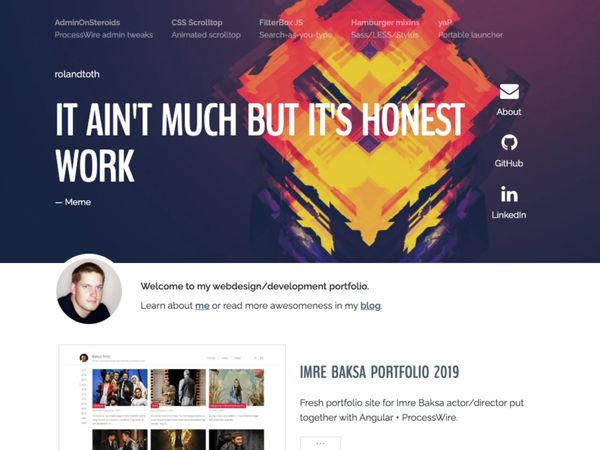 AdminOnSteroids CSS Scrolltop FilterBox JS Hamburger mixins yaP
ProcessWire admin tweaks Animated scrolltop Search-as-you-type Sass/LESS/Stylus Portable launcher
rolandtoth
IT AIN'T MUCH BUT IT'S HONEST
WORK
— Meme
About
GitHub
LinkedIn
Welcome to my webdesign/development portfolio.
Learn about me or read more awesomeness in my blog.
IMRE BAKSA PORTFOLIO 2019
Fresh portfolio site for Imre Baksa actor/director put
together with Angular + ProcessWire.
...